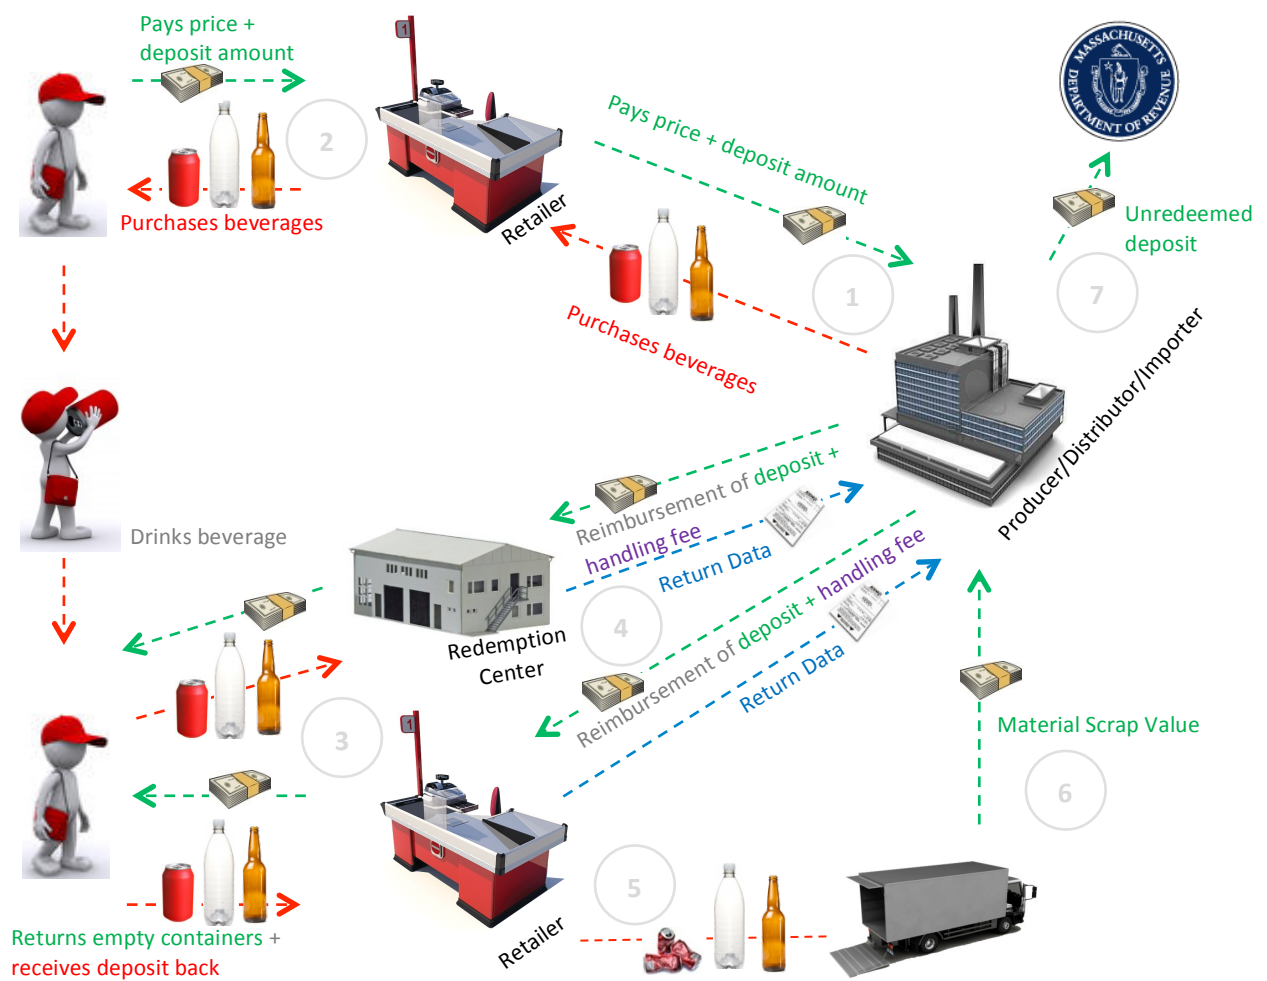 Pays price +
deposit amount
1
2
Retailer
Purchases beverages
Pays price + deposit amount
MASSACHUSETTS
DEPARTMENT OF REVENUE
Unredeemed
deposit
7
1
Purchases beverages
Producer/Distributor/Importer
Drinks beverage
Reimbursement of deposit +
handling fee
Return Data
Redemption
Center
4
Reimbursement of deposit + handling fee
Return Data
3
1
Material Scrap Value
6
5
Retailer
Returns empty containers +
receives deposit back